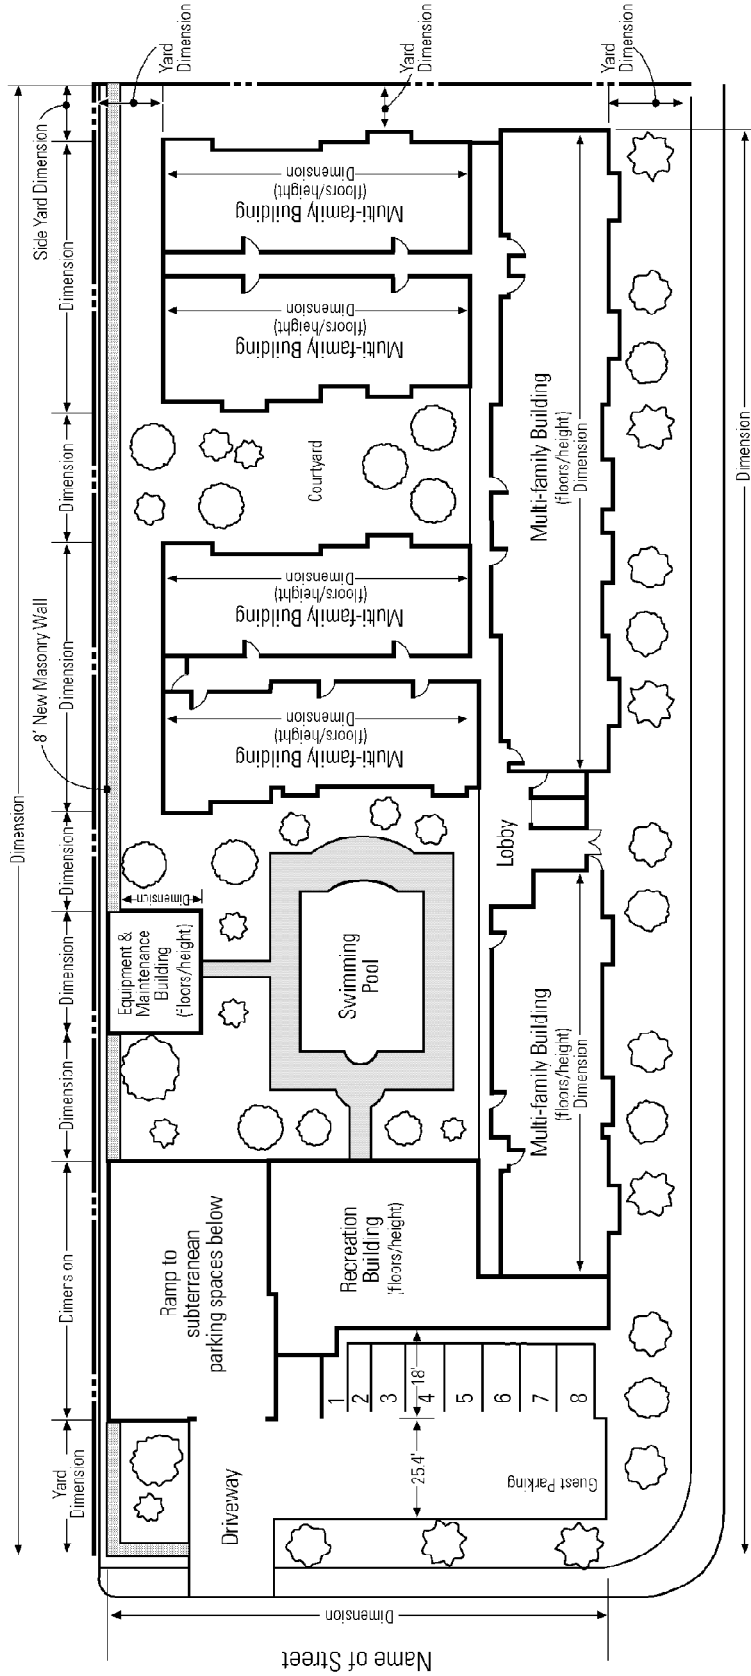 Yard
Dimension
Yard
Dimension
Yard
Dimension
Side Yard Dimension
Dimension
Dimension
(floors/height)
Multi-family Building
Dimension
(floors/height)
Multi-family Building
Dimension
Courtyard
Multi-family Building
(floors/height)
Dimension
Dimension
8' New Masonry Wall
Dimension
Dimension
(floors/height)
Multi-family Building
Dimension
(floors/height)
Multi-family Building
Dimension
Dimension
Dimension
Lobby
Dimension
Equipment &
Maintenance
Building
(floors/height)
Swimming
Pool
Dimension
Multi-family Building
(floors/height)
Dimension
Dimension
Ramp to
subterranean
parking spaces below
Recreation
Building
(floors/height)
Yard
Dimension
Driveway
1
2
3
4
5
6
7
8
18'
25.4'
Guest Parking
Dimension
Name of Street